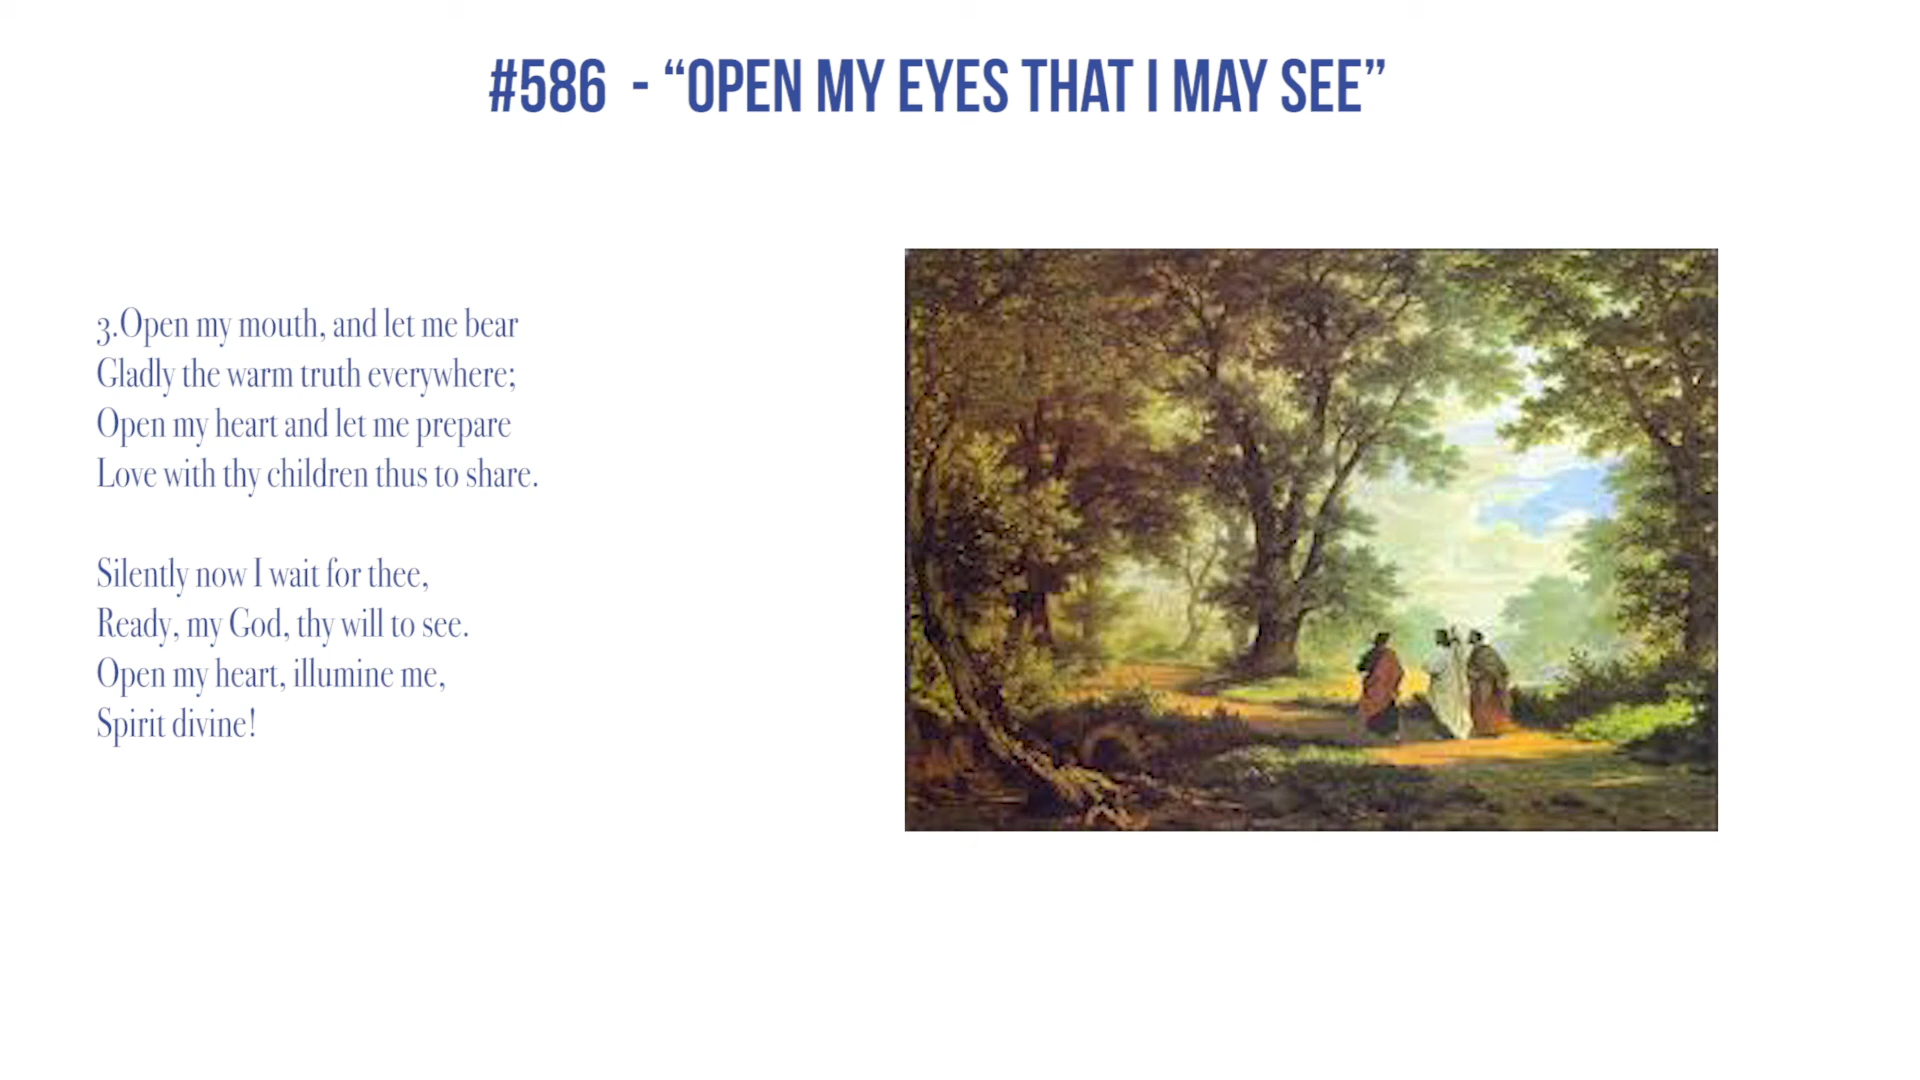 #586 - “OPEN MY EYES THAT I MAY SEE”
3.Open my mouth, and let me bear
Gladly the warm truth everywhere;
Open my heart and let me prepare
Love with thy children thus to share.
Silently now I wait for thee,
Ready, my God, thy will to see.
Open my heart, illumine me,
Spirit divine!